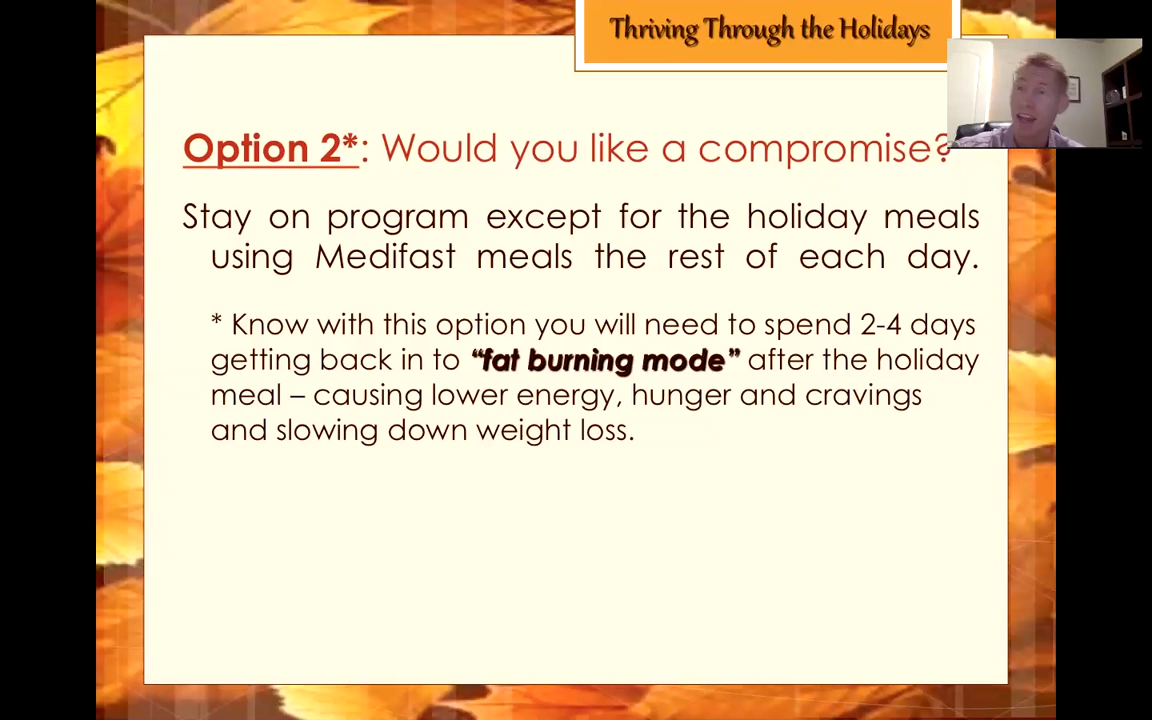 Thriving Through the Holidays
Option 2*: Would you like a compromise?
Stay on program except for the holiday meals
using Medifast meals the rest of each day.
* Know with this option you will need to spend 2-4 days
getting back in to “fat burning mode” after the holiday
meal – causing lower energy, hunger and cravings
and slowing down weight loss.